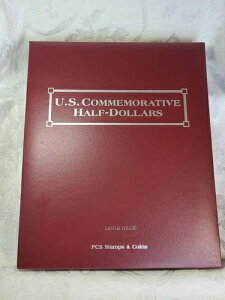 U.S. Commemorative
Half-Dollars
PCS Stamps & Coins